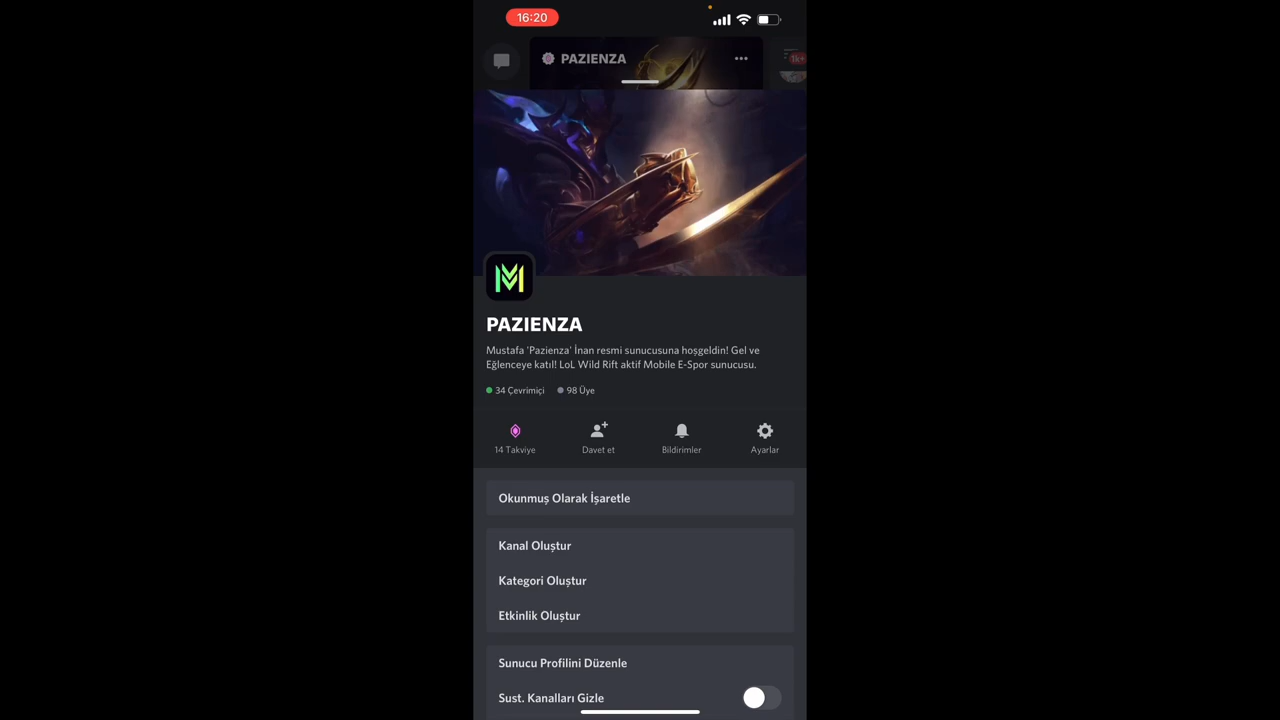 16:20
PAZIENZA
1k+
PAZIENZA
Mustafa 'Pazienza' İnan resmi sunucusuna hoşgeldin! Gel ve
Eğlenceye katıl! LoL Wild Rift aktif Mobile E-Spor sunucusu.
34 Çevrimiçi 98 Üye
14 Takviye Davet et Bildirimler Ayarlar
Okunmuş Olarak İşaretle
Kanal Oluştur
Kategori Oluştur
Etkinlik Oluştur
Sunucu Profilini Düzenle
Sust. Kanalları Gizle